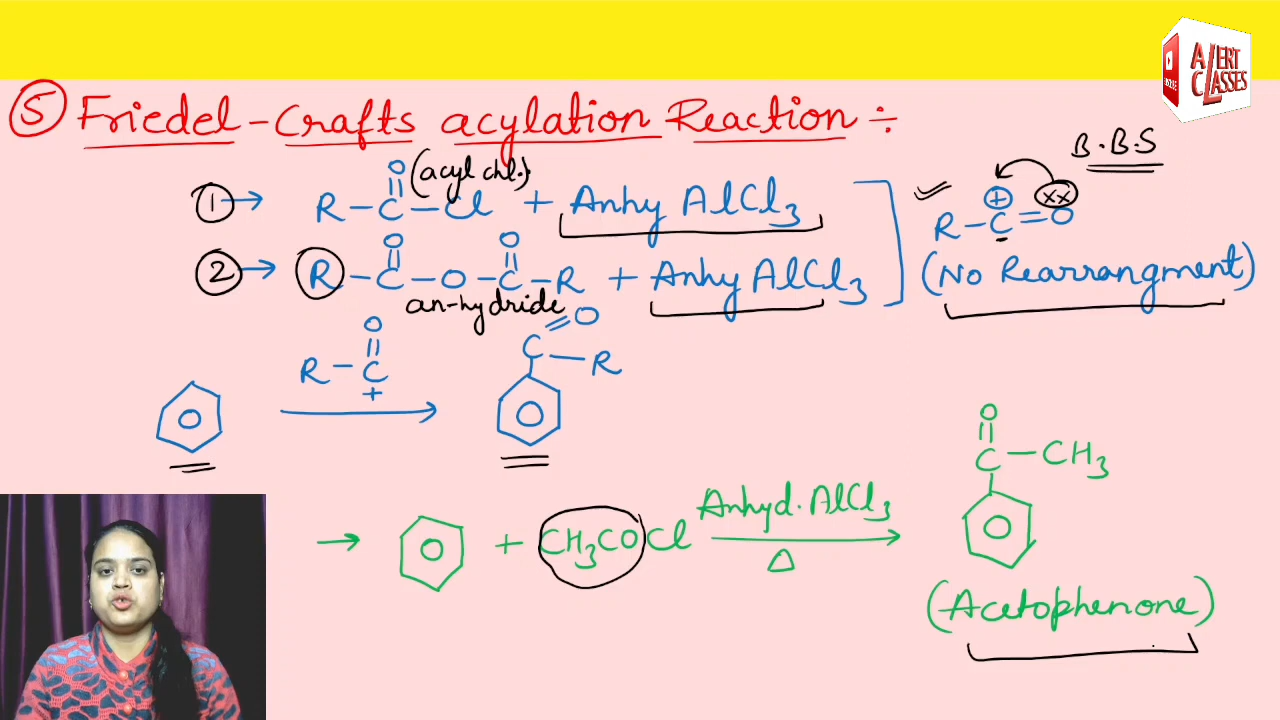 ALERT CLASSES
5 Friedel-Crafts acylation Reaction ÷
B.B.S
O (acyl chl.)
1 → R-C-Cl + Anhy AlCl3
+ xx
R-C=O
O O
2 → R-C-O-C-R + Anhy AlCl3 (No Rearrangment)
an-hydride
O
R-C
+
O
C-R
O
C-CH3
→ + CH3COCl Anhyd. AlCl3
Δ
(Acetophenone)